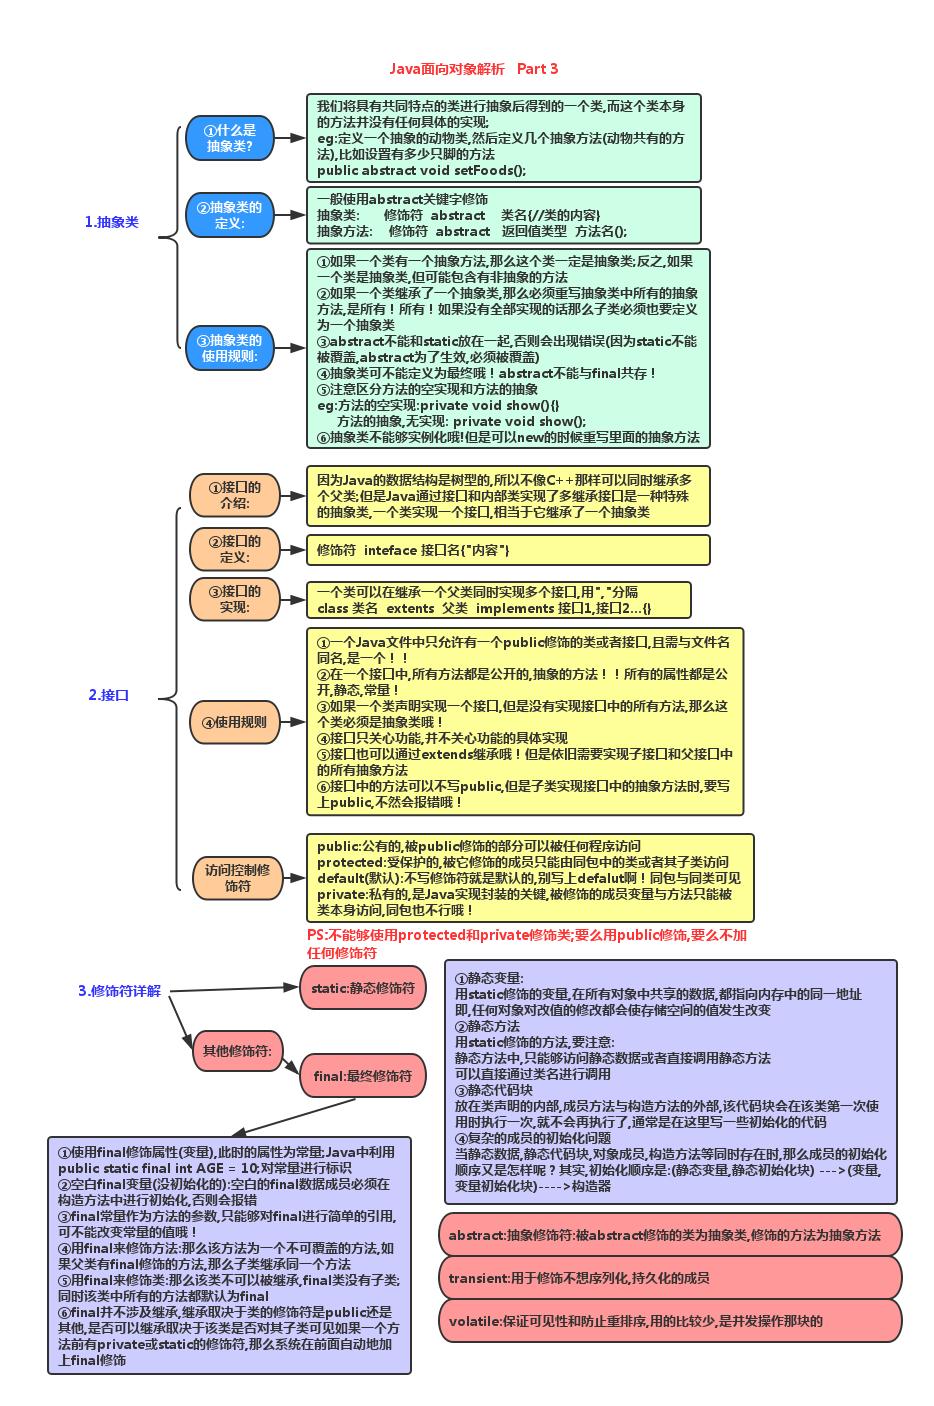 Java面向对象解析   Part 3
1.抽象类
①什么是
抽象类?
我们将具有共同特点的类进行抽象后得到的一个类,而这个类本身
的方法并没有任何具体的实现;
eg:定义一个抽象的动物类,然后定义几个抽象方法(动物共有的方
法),比如设置有多少只脚的方法
public abstract void setFoods();
②抽象类的
定义:
一般使用abstract关键字修饰
抽象类:      修饰符  abstract    类名{//类的内容}
抽象方法:    修饰符  abstract   返回值类型  方法名();
③抽象类的
使用规则:
①如果一个类有一个抽象方法,那么这个类一定是抽象类;反之,如果
一个类是抽象类,但可能包含有非抽象的方法
②如果一个类继承了一个抽象类,那么必须重写抽象类中所有的抽象
方法,是所有！所有！如果没有全部实现的话那么子类必须也要定义
为一个抽象类
③abstract不能和static放在一起,否则会出现错误(因为static不能
被覆盖,abstract为了生效,必须被覆盖)
④抽象类可不能定义为最终哦！abstract不能与final共存！
⑤注意区分方法的空实现和方法的抽象
eg:方法的空实现:private void show(){}
     方法的抽象,无实现: private void show();
⑥抽象类不能够实例化哦!但是可以new的时候重写里面的抽象方法
2.接口
①接口的
介绍:
因为Java的数据结构是树型的,所以不像C++那样可以同时继承多
个父类;但是Java通过接口和内部类实现了多继承接口是一种特殊
的抽象类,一个类实现一个接口,相当于它继承了一个抽象类
②接口的
定义:
修饰符  inteface 接口名{"内容"}
③接口的
实现:
一个类可以在继承一个父类同时实现多个接口,用","分隔
class 类名  extents  父类  implements 接口1,接口2...{}
④使用规则
①一个Java文件中只允许有一个public修饰的类或者接口,且需与文件名
同名,是一个！！
②在一个接口中,所有方法都是公开的,抽象的方法！！所有的属性都是公
开,静态,常量！
③如果一个类声明实现一个接口,但是没有实现接口中的所有方法,那么这
个类必须是抽象类哦！
④接口只关心功能,并不关心功能的具体实现
⑤接口也可以通过extends继承哦！但是依旧需要实现子接口和父接口中
的所有抽象方法
⑥接口中的方法可以不写public,但是子类实现接口中的抽象方法时,要写
上public,不然会报错哦！
访问控制修
饰符
public:公有的,被public修饰的部分可以被任何程序访问
protected:受保护的,被它修饰的成员只能由同包中的类或者其子类访问
default(默认):不写修饰符就是默认的,别写上defalut啊！同包与同类可见
private:私有的,是Java实现封装的关键,被修饰的成员变量与方法只能被
类本身访问,同包也不行哦！
PS:不能够使用protected和private修饰类;要么用public修饰,要么不加
任何修饰符
3.修饰符详解
static:静态修饰符
其他修饰符:
final:最终修饰符
①静态变量:
用static修饰的变量,在所有对象中共享的数据,都指向内存中的同一地址
即,任何对象对改值的修改都会使存储空间的值发生改变
②静态方法
用static修饰的方法,要注意:
静态方法中,只能够访问静态数据或者直接调用静态方法
可以直接通过类名进行调用
③静态代码块
放在类声明的内部,成员方法与构造方法的外部,该代码块会在该类第一次使
用时执行一次,就不会再执行了,通常是在这里写一些初始化的代码
④复杂的成员的初始化问题
当静态数据,静态代码块,对象成员,构造方法等同时存在时,那么成员的初始化
顺序又是怎样呢？其实,初始化顺序是:(静态变量,静态初始化块) --->(变量,
变量初始化块)---->构造器
①使用final修饰属性(变量),此时的属性为常量;Java中利用
public static final int AGE = 10;对常量进行标识
②空白final变量(没初始化的):空白的final数据成员必须在
构造方法中进行初始化,否则会报错
③final常量作为方法的参数,只能够对final进行简单的引用,
可不能改变常量的值哦！
④用final来修饰方法:那么该方法为一个不可覆盖的方法,如
果父类有final修饰的方法,那么子类继承同一个方法
⑤用final来修饰类:那么该类不可以被继承,final类没有子类;
同时该类中所有的方法都默认为final
⑥final并不涉及继承,继承取决于类的修饰符是public还是
其他,是否可以继承取决于该类是否对其子类可见如果一个方
法前有private或static的修饰符,那么系统在前面自动地加
上final修饰
abstract:抽象修饰符:被abstract修饰的类为抽象类,修饰的方法为抽象方法
transient:用于修饰不想序列化,持久化的成员
volatile:保证可见性和防止重排序,用的比较少,是并发操作那块的